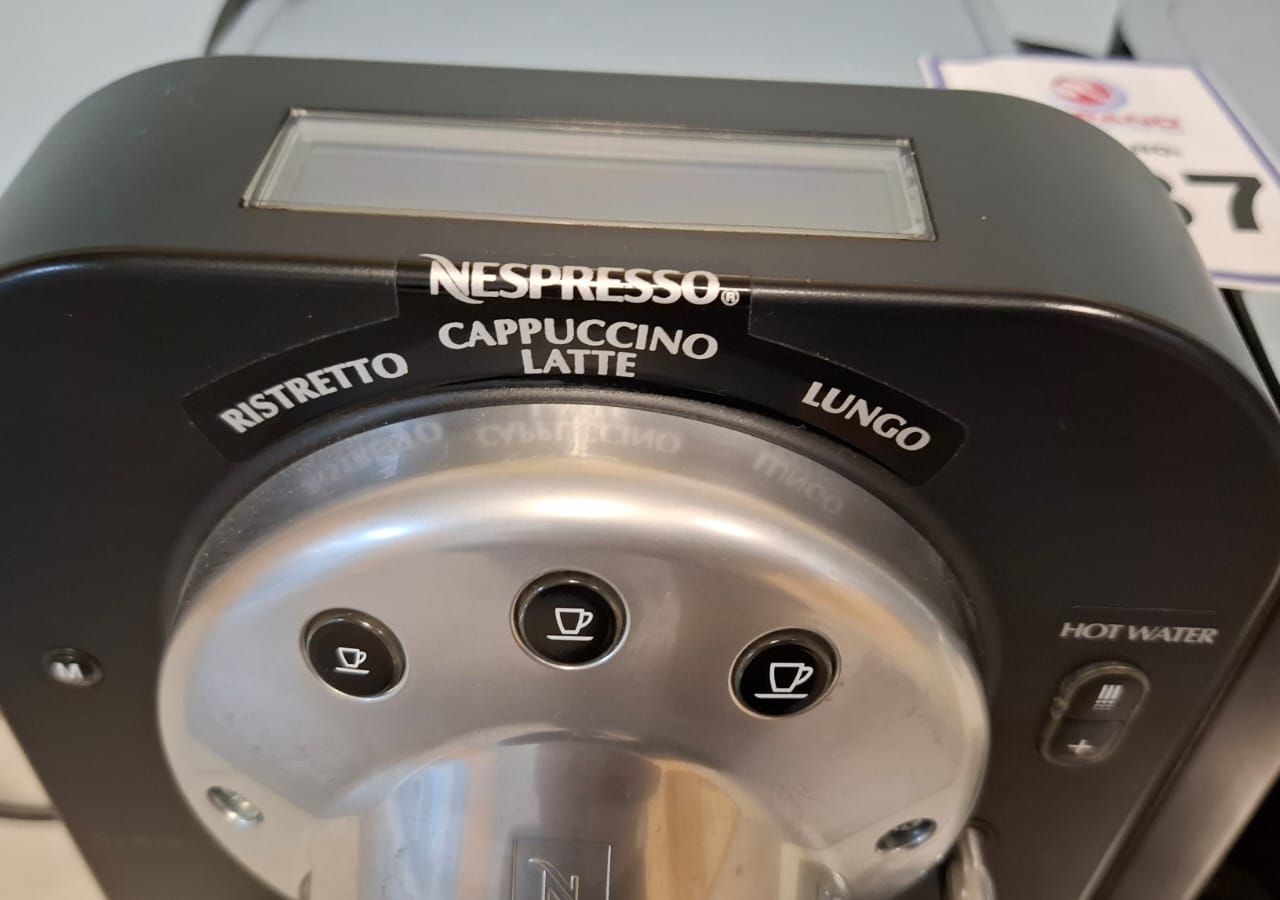 NESPRESSO®
CAPPUCCINO
LATTE
RISTRETTO
LUNGO
HOT WATER
M
+
N